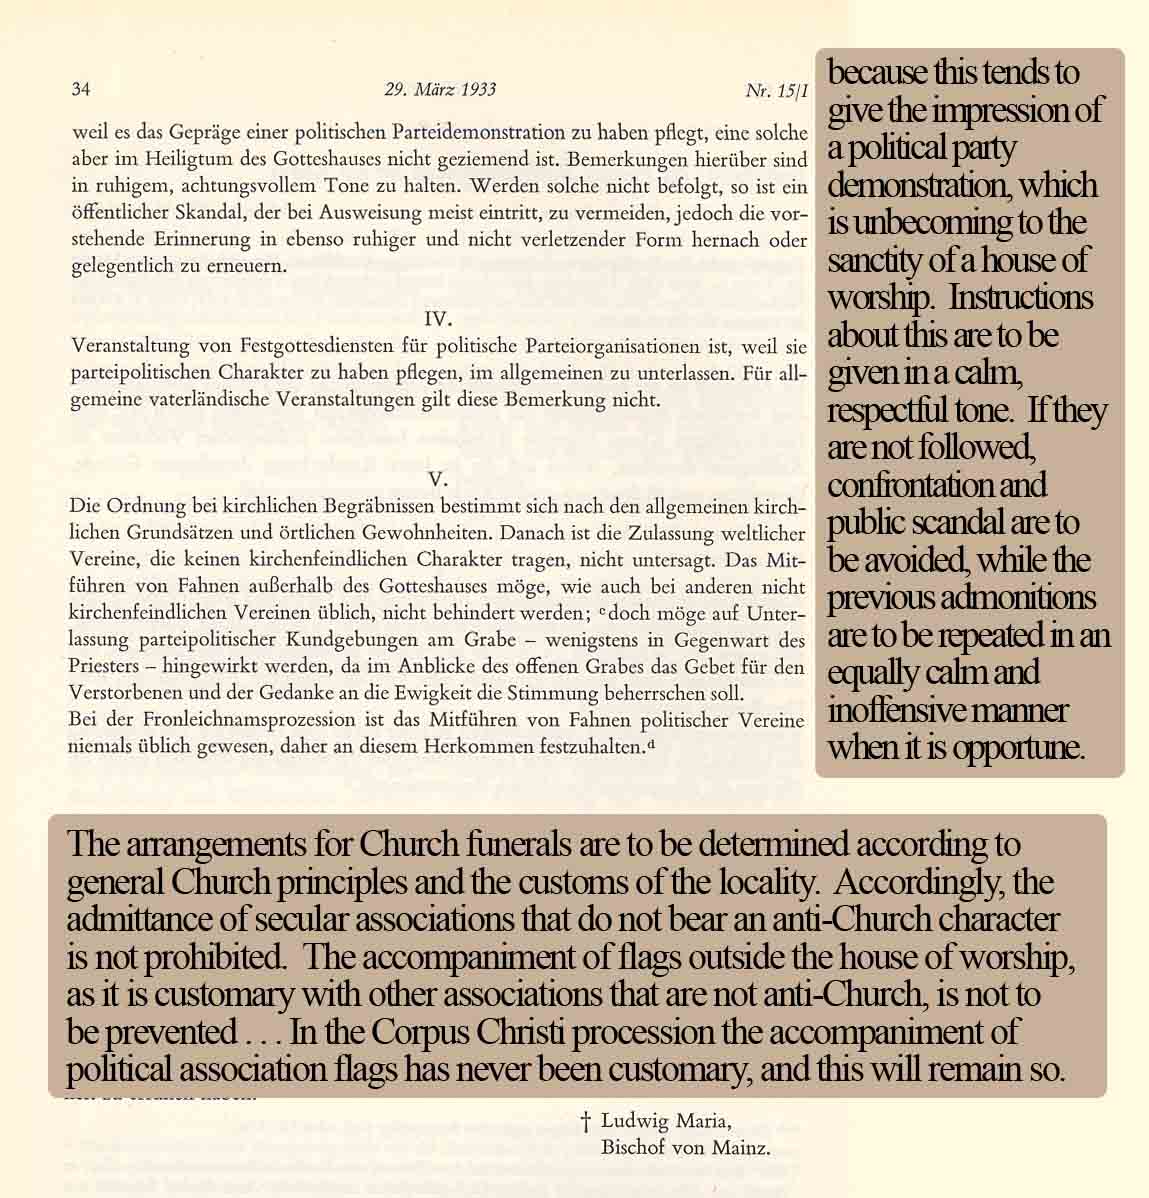 34 29. März 1933 Nr. 15/I
weil es das Gepräge einer politischen Parteidemonstration zu haben pflegt, eine solche
aber im Heiligtum des Gotteshauses nicht geziemend ist. Bemerkungen hierüber sind
in ruhigem, achtungsvollem Tone zu halten. Werden solche nicht befolgt, so ist ein
öffentlicher Skandal, der bei Ausweisung meist eintritt, zu vermeiden, jedoch die vor-
stehende Erinnerung in ebenso ruhiger und nicht verletzender Form hernach oder
gelegentlich zu erneuern.
IV.
Veranstaltung von Festgottesdiensten für politische Parteiorganisationen ist, weil sie
parteipolitischen Charakter zu haben pflegen, im allgemeinen zu unterlassen. Für all-
gemeine vaterländische Veranstaltungen gilt diese Bemerkung nicht.
V.
Die Ordnung bei kirchlichen Begräbnissen bestimmt sich nach den allgemeinen kirch-
lichen Grundsätzen und örtlichen Gewohnheiten. Danach ist die Zulassung weltlicher
Vereine, die keinen kirchenfeindlichen Charakter tragen, nicht untersagt. Das Mit-
führen von Fahnen außerhalb des Gotteshauses möge, wie auch bei anderen nicht
kirchenfeindlichen Vereinen üblich, nicht behindert werden; ᶜdoch möge auf Unter-
lassung parteipolitischer Kundgebungen am Grabe – wenigstens in Gegenwart des
Priesters – hingewirkt werden, da im Anblicke des offenen Grabes das Gebet für den
Verstorbenen und der Gedanke an die Ewigkeit die Stimmung beherrschen soll.
Bei der Fronleichnamsprozession ist das Mitführen von Fahnen politischer Vereine
niemals üblich gewesen, daher an diesem Herkommen festzuhalten.ᵈ
because this tends to
give the impression of
a political party
demonstration, which
is unbecoming to the
sanctity of a house of
worship. Instructions
about this are to be
given in a calm,
respectful tone. If they
are not followed,
confrontation and
public scandal are to
be avoided, while the
previous admonitions
are to be repeated in an
equally calm and
inoffensive manner
when it is opportune.
The arrangements for Church funerals are to be determined according to
general Church principles and the customs of the locality. Accordingly, the
admittance of secular associations that do not bear an anti-Church character
is not prohibited. The accompaniment of flags outside the house of worship,
as it is customary with other associations that are not anti-Church, is not to
be prevented . . . In the Corpus Christi procession the accompaniment of
political association flags has never been customary, and this will remain so.
† Ludwig Maria,
Bischof von Mainz.